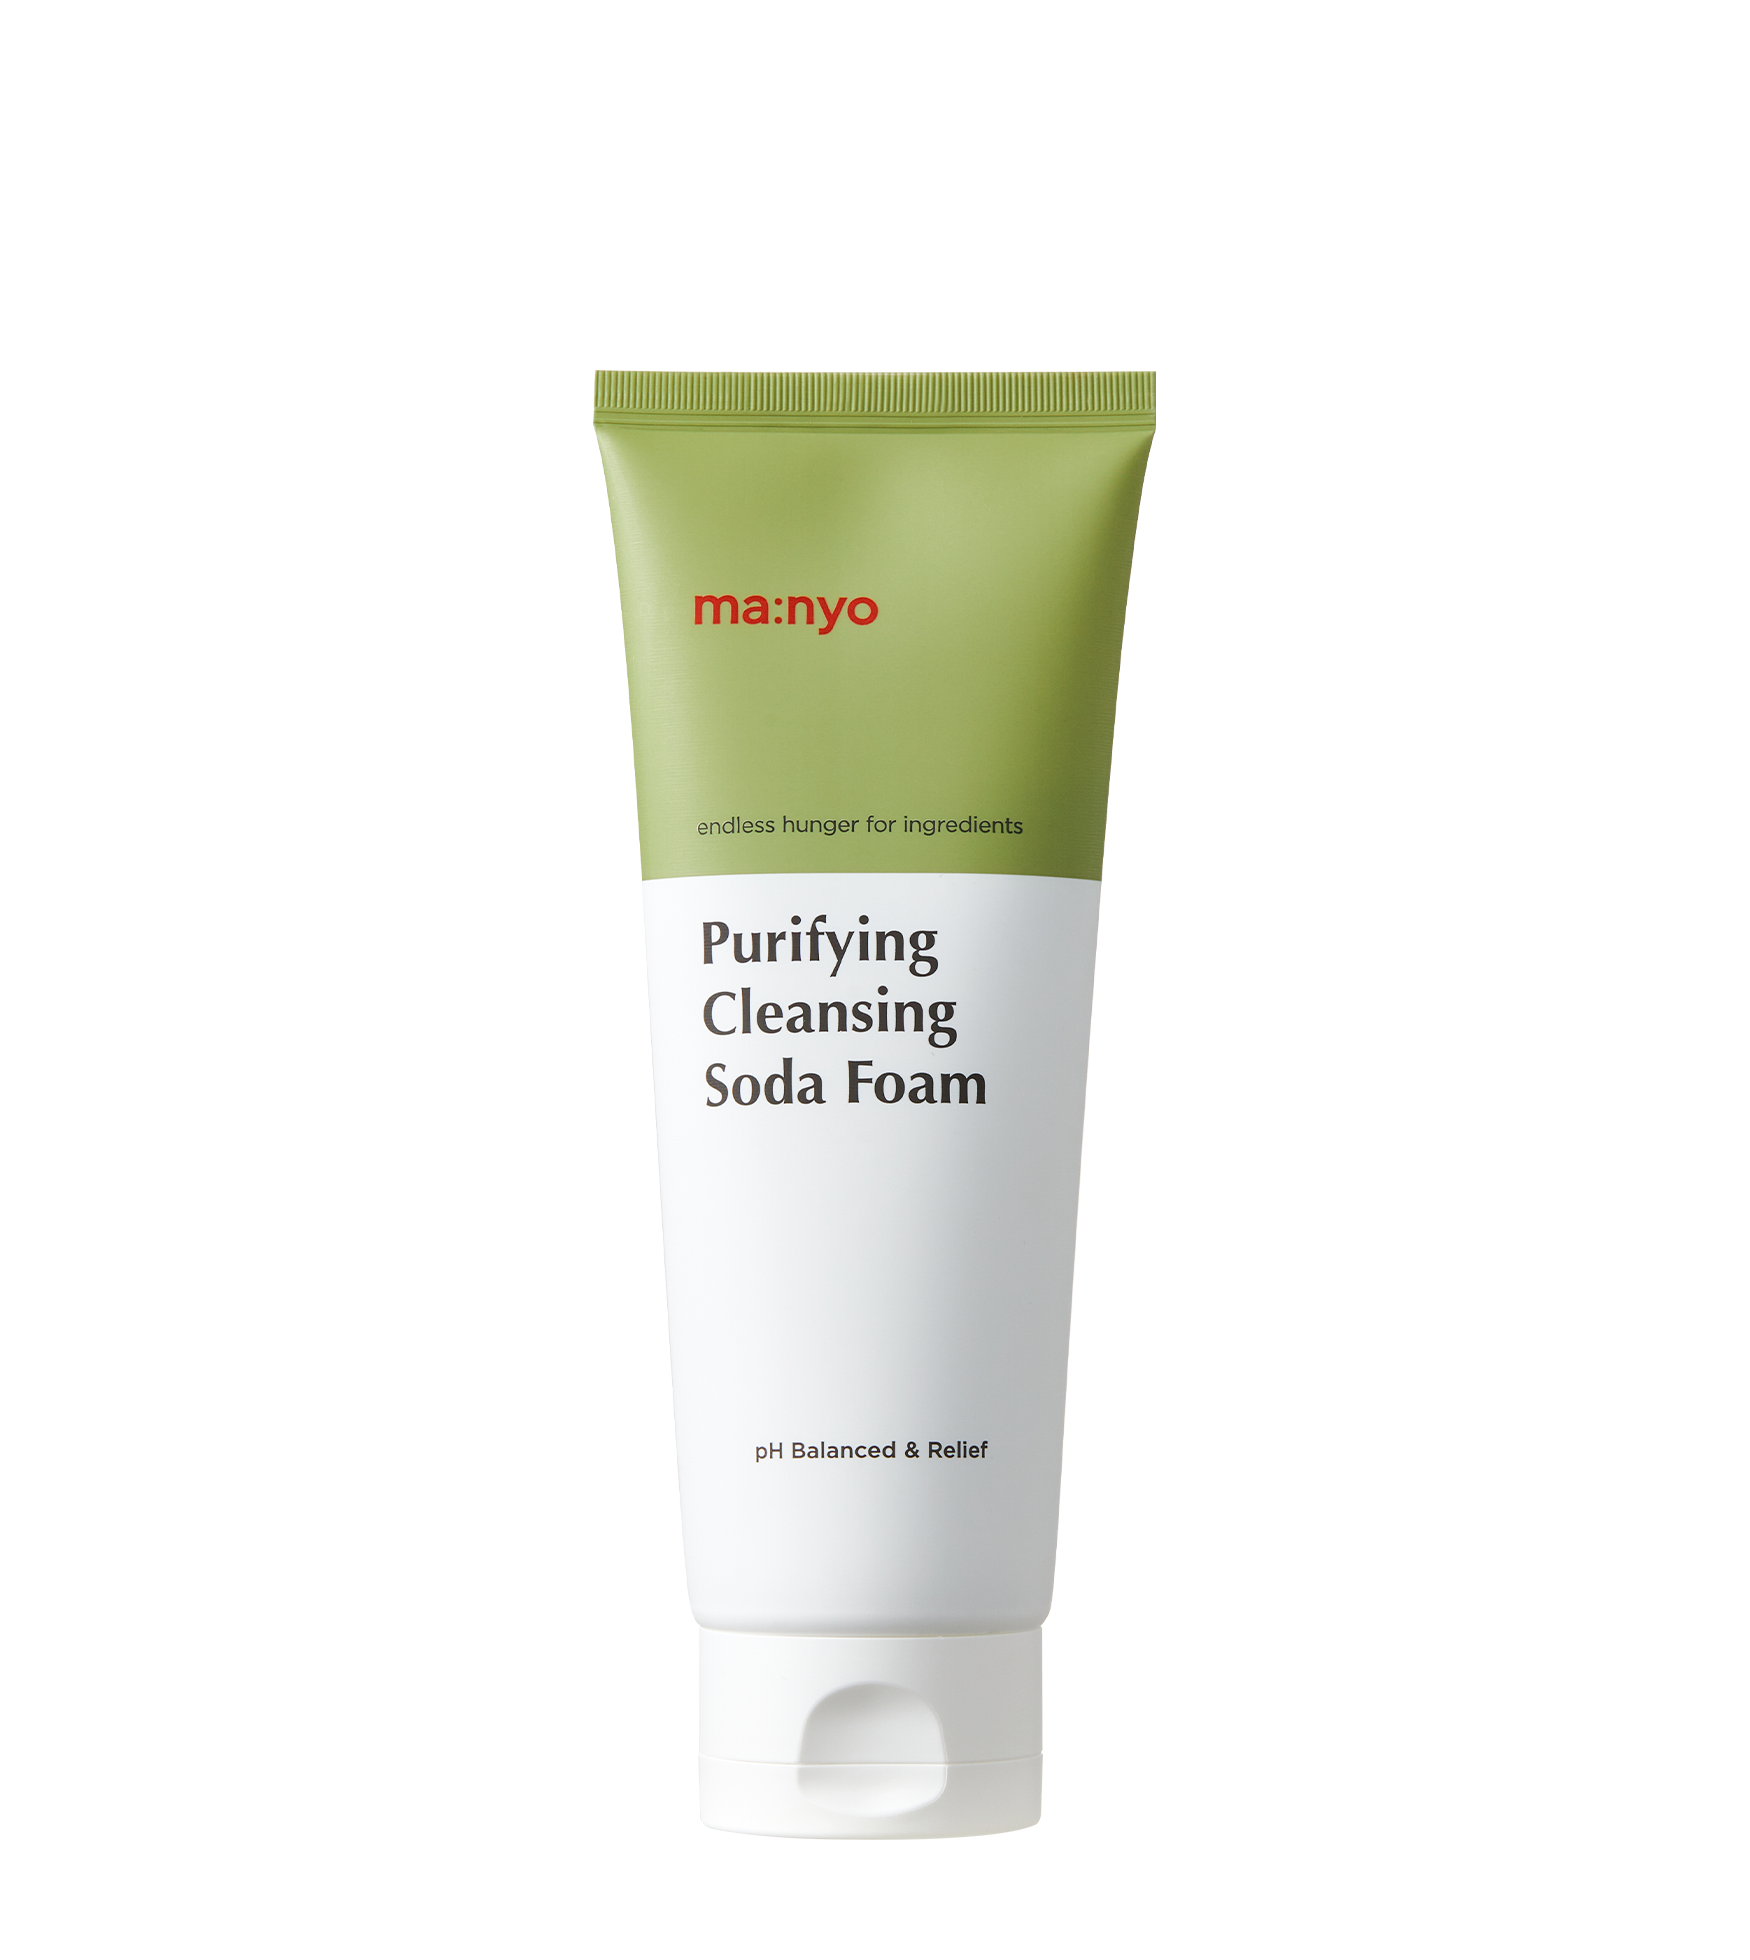 ma:nyo
endless hunger for ingredients
Purifying
Cleansing
Soda Foam
pH Balanced & Relief